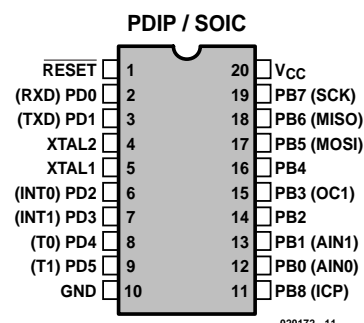 PDIP / SOIC
RESET 1 20 VCC
(RXD) PD0 2 19 PB7 (SCK)
(TXD) PD1 3 18 PB6 (MISO)
XTAL2 4 17 PB5 (MOSI)
XTAL1 5 16 PB4
(INT0) PD2 6 15 PB3 (OC1)
(INT1) PD3 7 14 PB2
(T0) PD4 8 13 PB1 (AIN1)
(T1) PD5 9 12 PB0 (AIN0)
GND 10 11 PB8 (ICP)